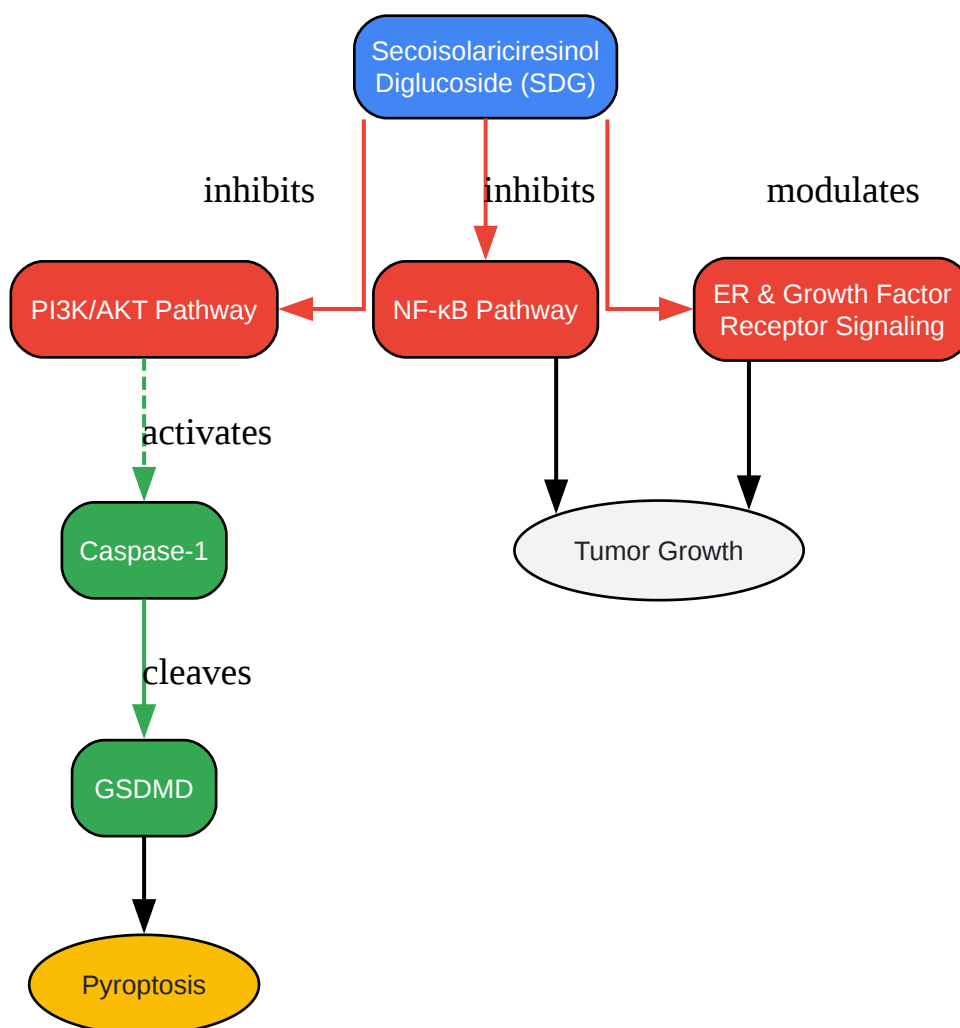 Secoisolariciresinol
Diglucoside (SDG)
inhibits
inhibits
modulates
PI3K/AKT Pathway
NF-κB Pathway
ER & Growth Factor
Receptor Signaling
activates
Caspase-1
Tumor Growth
cleaves
GSDMD
Pyroptosis